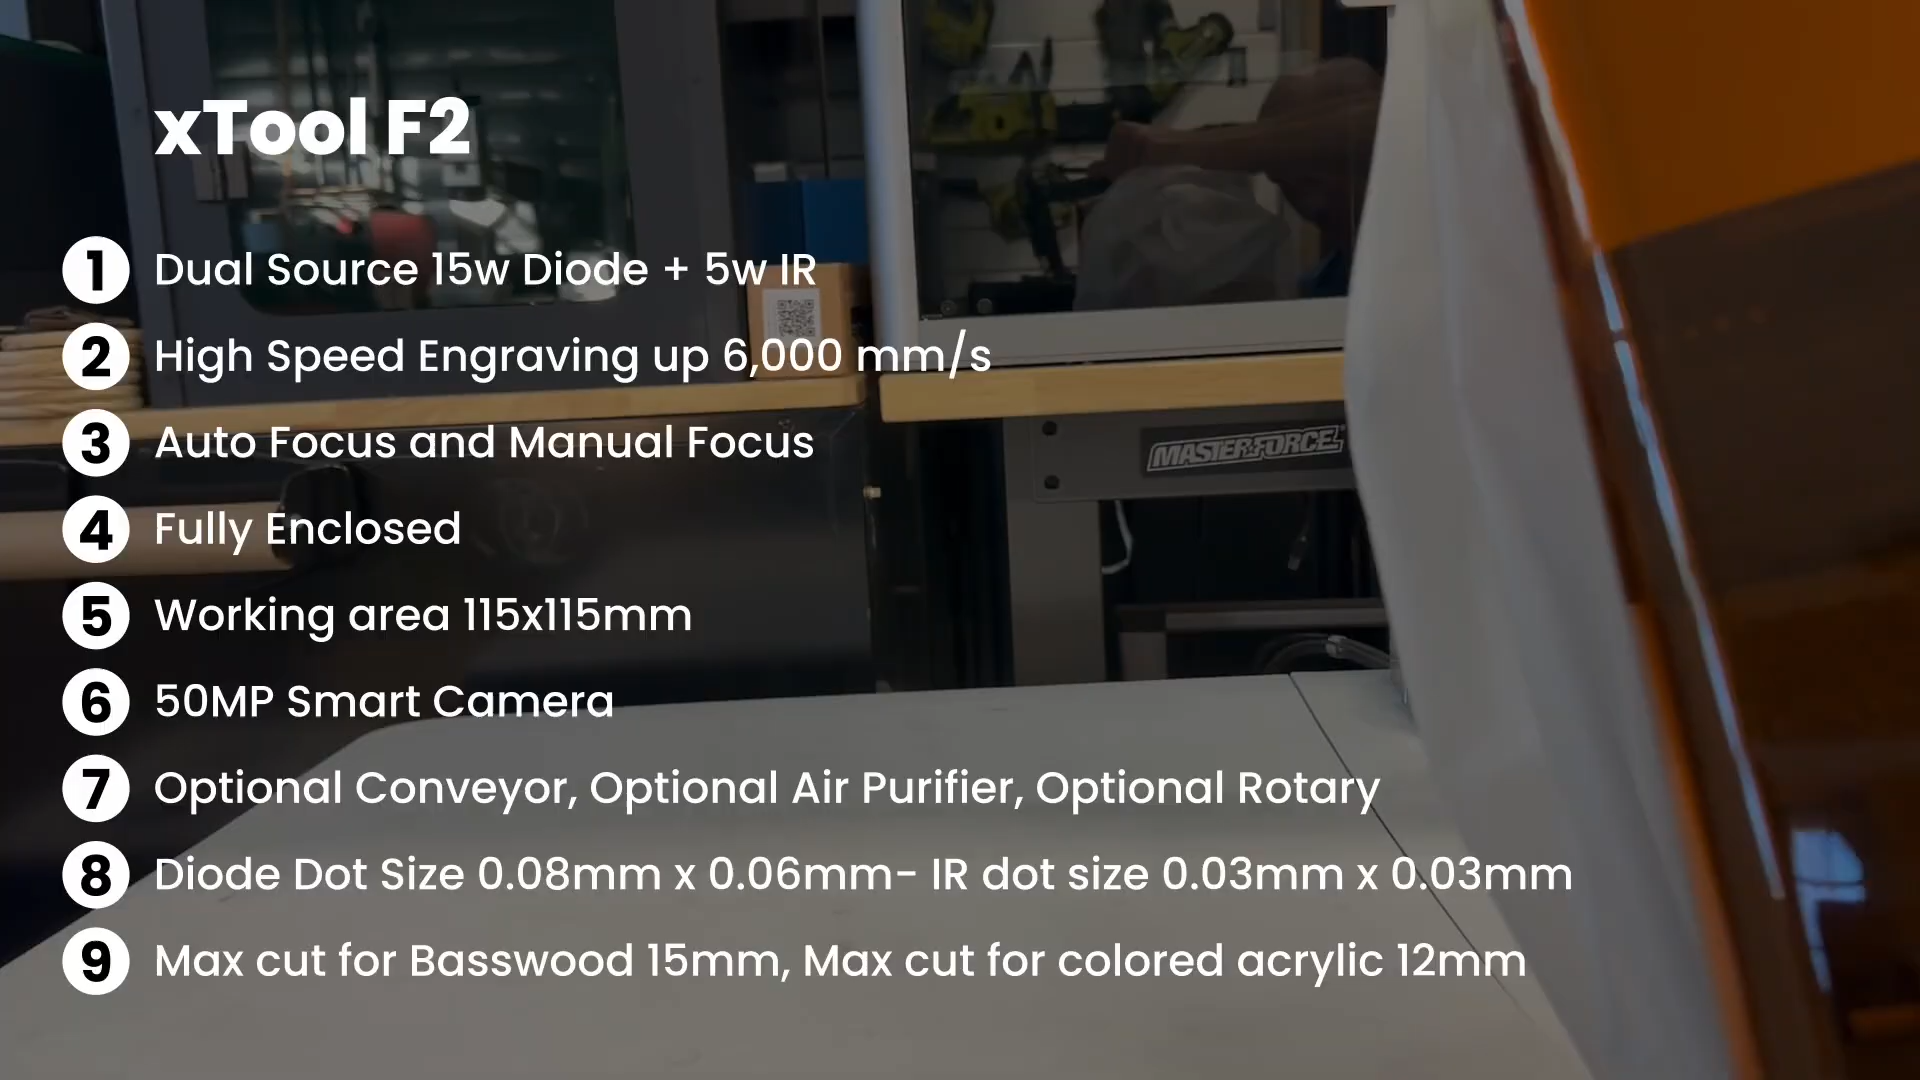 xTool F2
1 Dual Source 15w Diode + 5w IR
2 High Speed Engraving up 6,000 mm/s
3 Auto Focus and Manual Focus
MASTERFORCE
4 Fully Enclosed
5 Working area 115x115mm
6 50MP Smart Camera
7 Optional Conveyor, Optional Air Purifier, Optional Rotary
8 Diode Dot Size 0.08mm x 0.06mm- IR dot size 0.03mm x 0.03mm
9 Max cut for Basswood 15mm, Max cut for colored acrylic 12mm